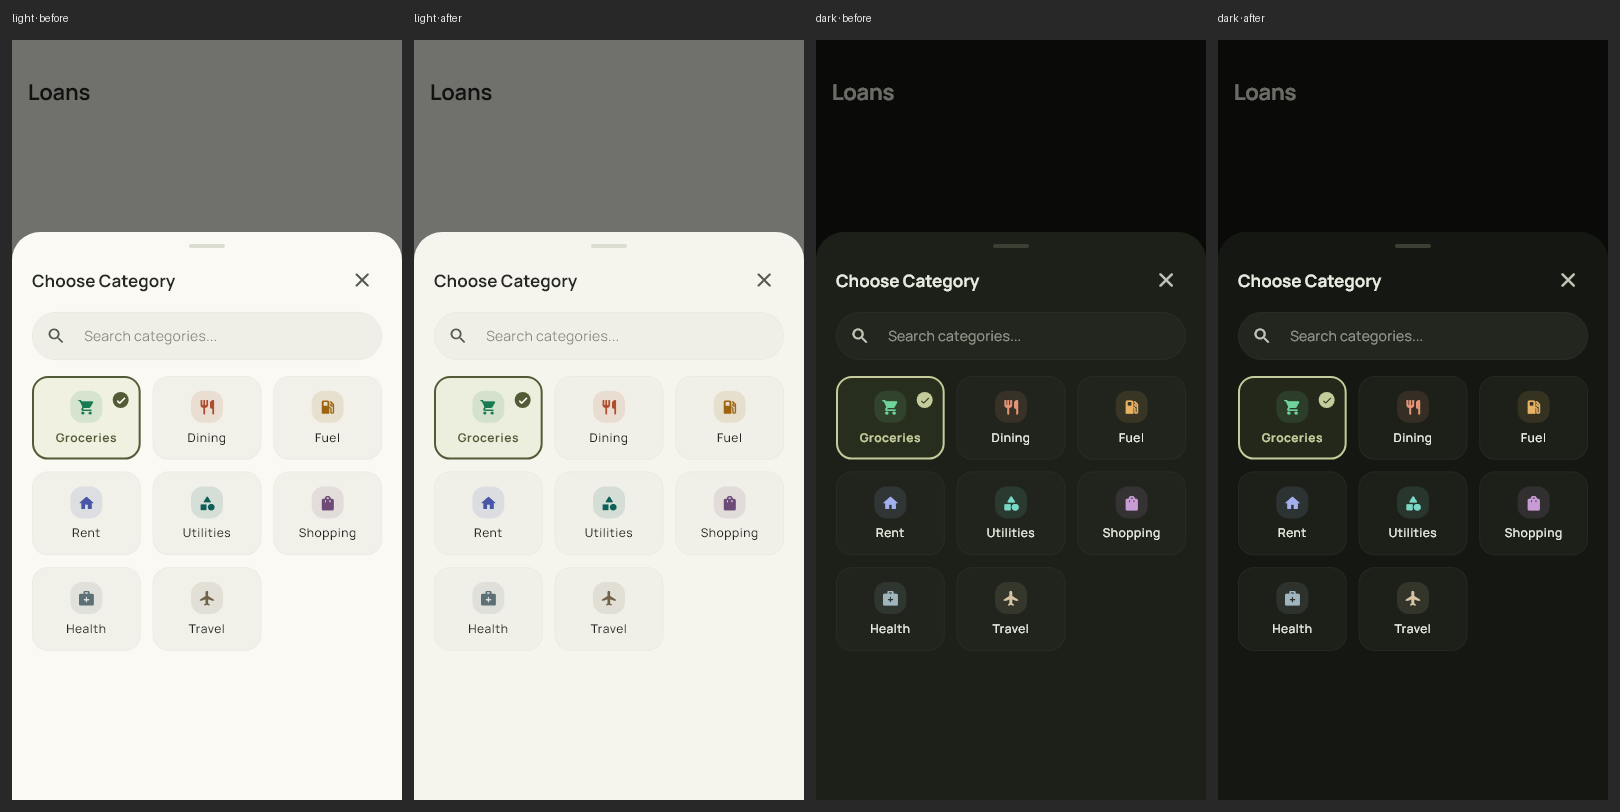 light·before
Loans
Choose Category
Search categories...
Groceries
Dining
Fuel
Rent
Utilities
Shopping
Health
Travel
light·after
Loans
Choose Category
Search categories...
Groceries
Dining
Fuel
Rent
Utilities
Shopping
Health
Travel
dark·before
Loans
Choose Category
Search categories...
Groceries
Dining
Fuel
Rent
Utilities
Shopping
Health
Travel
dark·after
Loans
Choose Category
Search categories...
Groceries
Dining
Fuel
Rent
Utilities
Shopping
Health
Travel